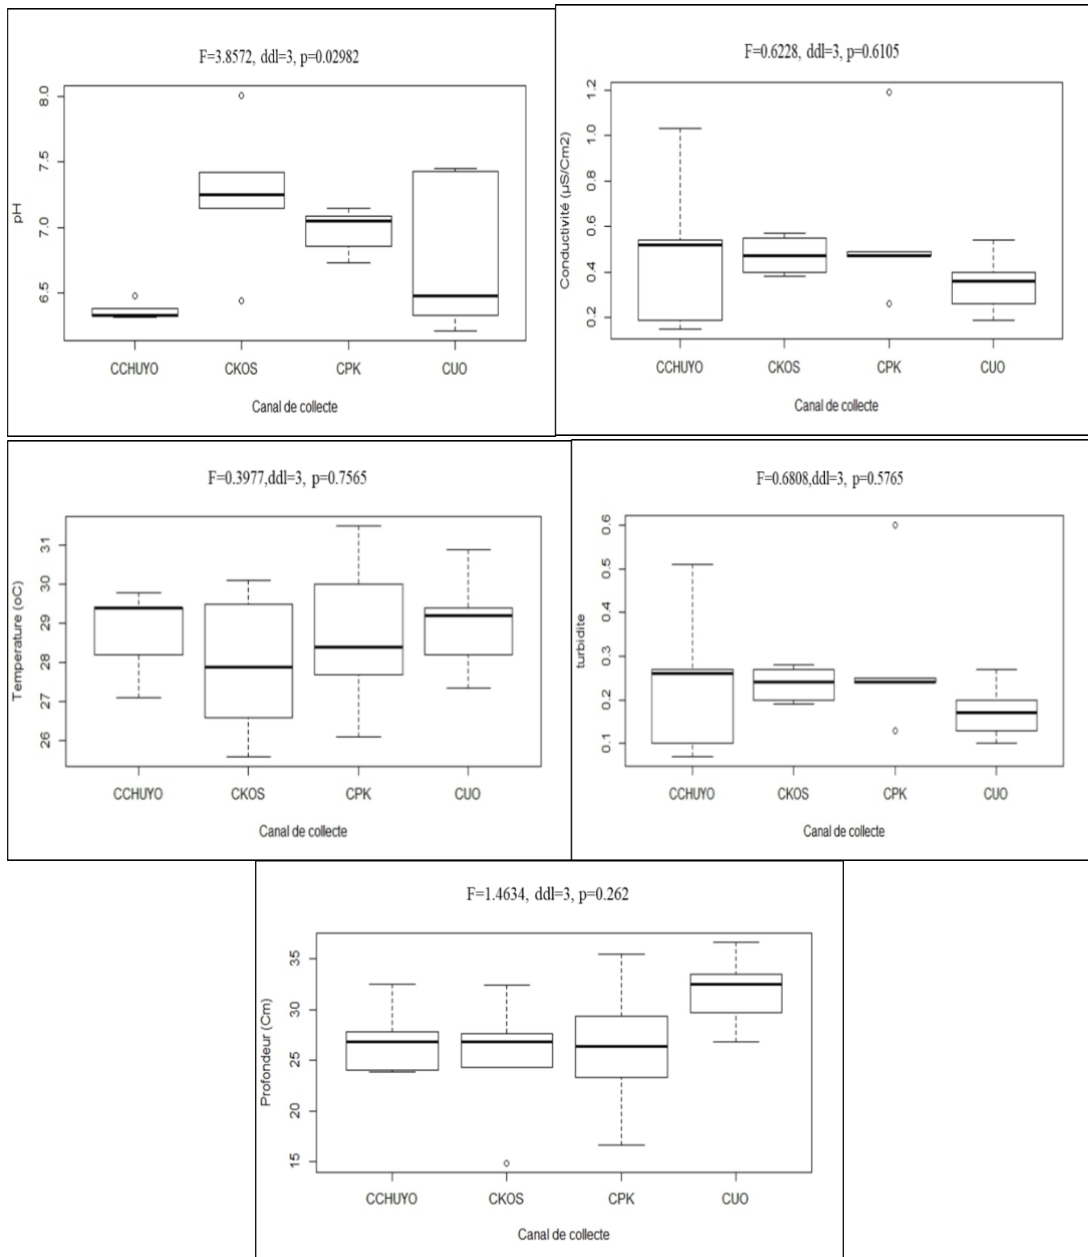 F=3.8572, ddl=3, p=0.02982
8.0
7.5
7.0
6.5
pH
CCHUYO CKOS CPK CUO
Canal de collecte
F=0.6228, ddl=3, p=0.6105
1.2
1.0
0.8
0.6
0.4
0.2
Conductivité (µS/Cm2)
CCHUYO CKOS CPK CUO
Canal de collecte
F=0.3977,ddl=3, p=0.7565
31
30
29
28
27
26
Temperature (oC)
CCHUYO CKOS CPK CUO
Canal de collecte
F=0.6808,ddl=3, p=0.5765
0.6
0.5
0.4
0.3
0.2
0.1
turbidite
CCHUYO CKOS CPK CUO
Canal de collecte
F=1.4634, ddl=3, p=0.262
35
30
25
20
15
Profondeur (Cm)
CCHUYO CKOS CPK CUO
Canal de collecte